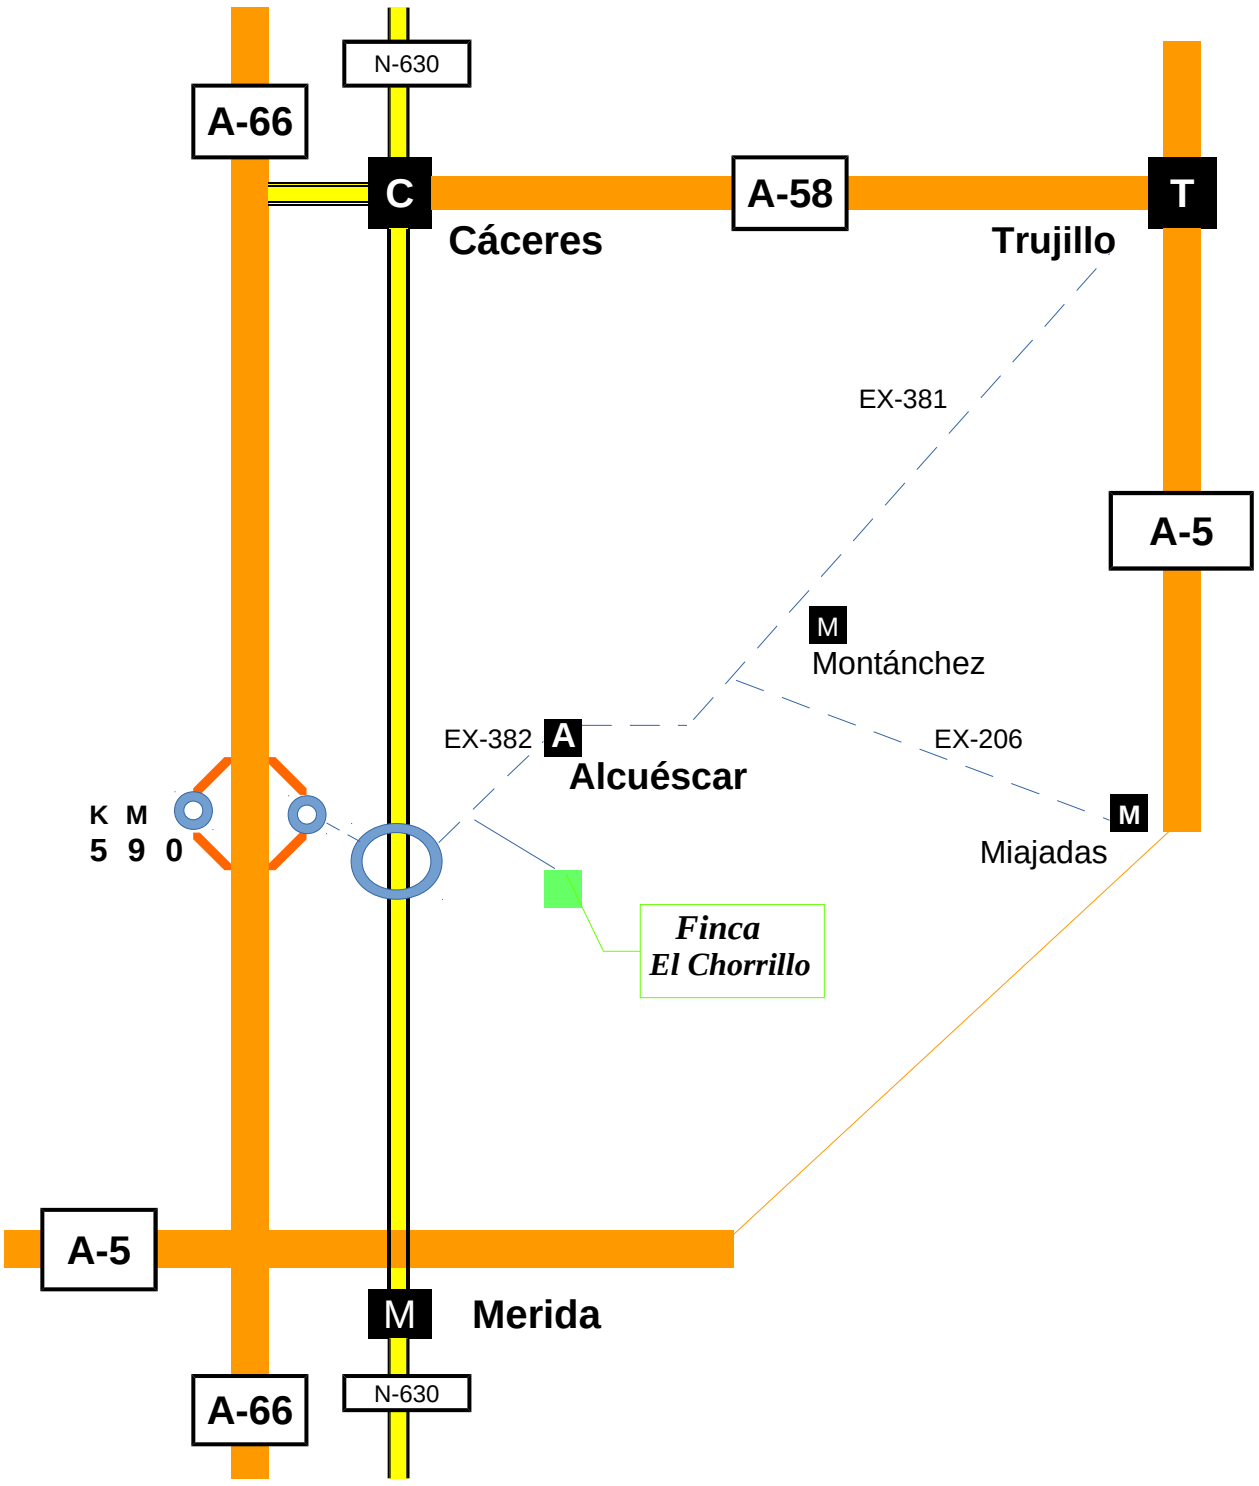 N-630
A-66
C
A-58
T
Cáceres
Trujillo
EX-381
A-5
M
Montánchez
EX-382
A
EX-206
Alcuéscar
K M
5 9 0
M
Miajadas
Finca
El Chorrillo
A-5
M
Merida
N-630
A-66